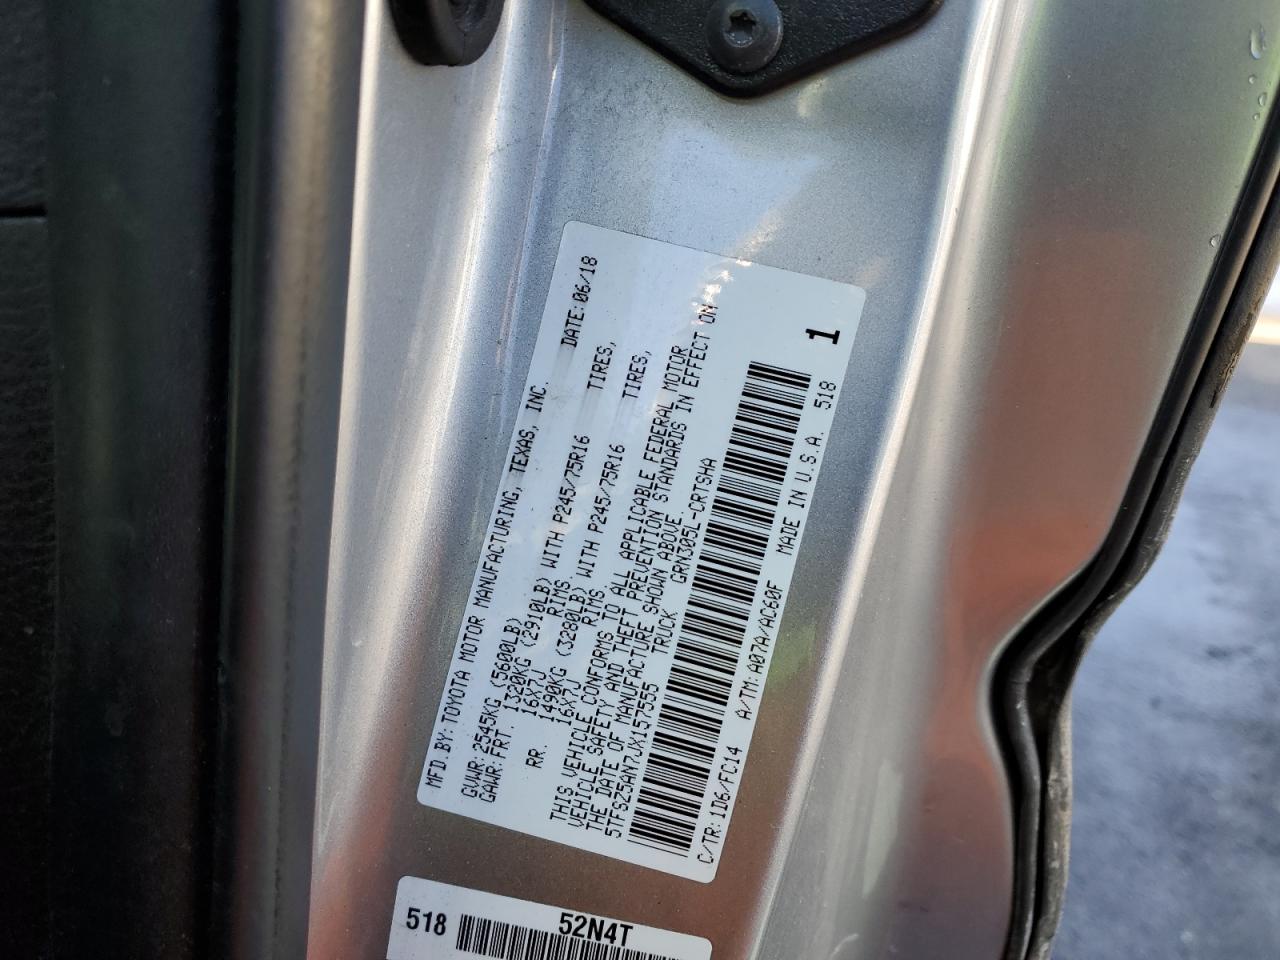 MFD.BY:TOYOTA MOTOR MANUFACTURING, TEXAS, INC. DATE:06/18
GVWR:2545KG (5600LB)
GAWR:FRT. 1320KG (2910LB) WITH P245/75R16 TIRES,
16X7J RIMS,
RR. 1490KG (3280LB) WITH P245/75R16 TIRES,
16X7J RIMS,
THIS VEHICLE CONFORMS TO ALL APPLICABLE FEDERAL MOTOR
VEHICLE SAFETY AND THEFT PREVENTION STANDARDS IN EFFECT ON
THE DATE OF MANUFACTURE SHOWN ABOVE.
5TFSZ5AN7JX157555 TRUCK GRN305L-CRTSHA
C/TR:1D6/FC14 A/TM:A07A/AC60F MADE IN U.S.A. 518
1
518 52N4T